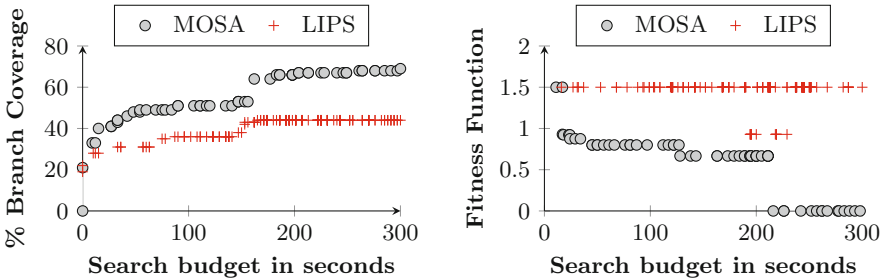 MOSA LIPS
% Branch Coverage
80
60
40
20
0
0 100 200 300
Search budget in seconds
MOSA LIPS
Fitness Function
2
1.5
1
0.5
0
0 100 200 300
Search budget in seconds